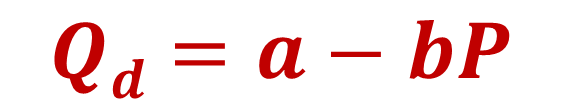 Q_d = a − bP